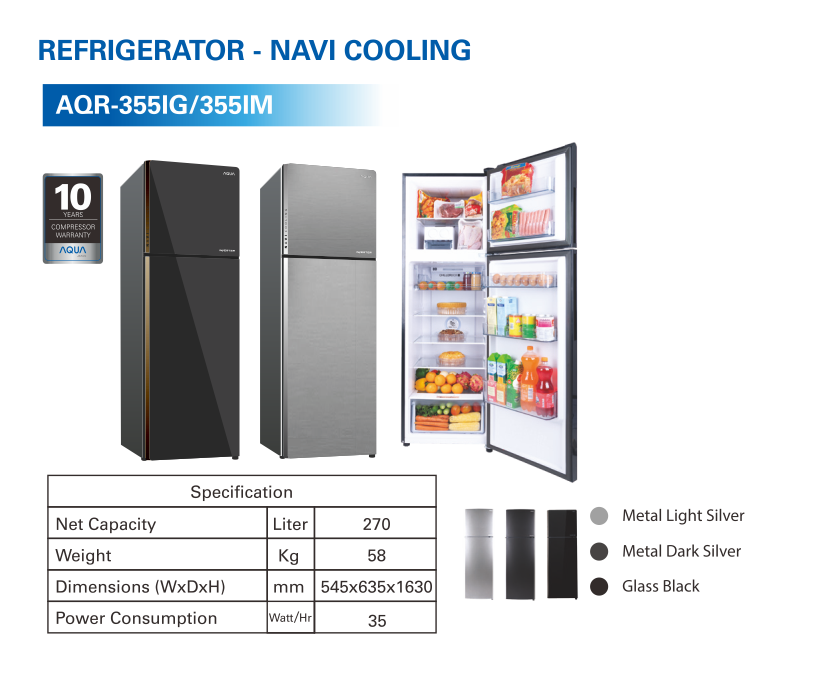 REFRIGERATOR - NAVI COOLING
AQR-355IG/355IM
10
YEARS
COMPRESSOR
WARRANTY
AQUA
AQUA
Specification
Net Capacity Liter 270
Weight Kg 58
Dimensions (WxDxH) mm 545x635x1630
Power Consumption Watt/Hr 35
Metal Light Silver
Metal Dark Silver
Glass Black